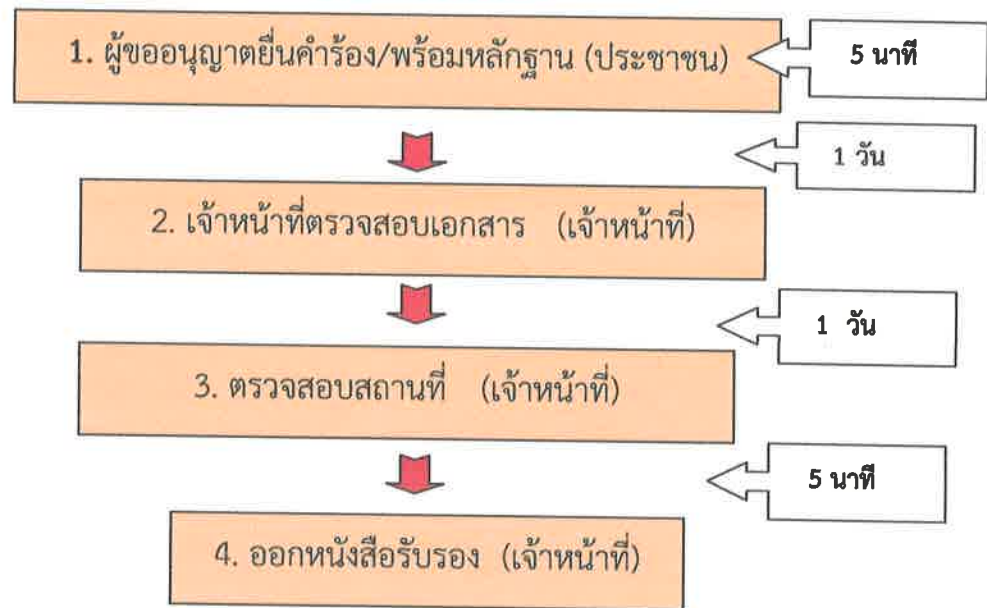 1. ผู้ขออนุญาตยื่นคำร้อง/พร้อมหลักฐาน (ประชาชน)
5 นาที
1 วัน
2. เจ้าหน้าที่ตรวจสอบเอกสาร (เจ้าหน้าที่)
1 วัน
3. ตรวจสอบสถานที่ (เจ้าหน้าที่)
5 นาที
4. ออกหนังสือรับรอง (เจ้าหน้าที่)